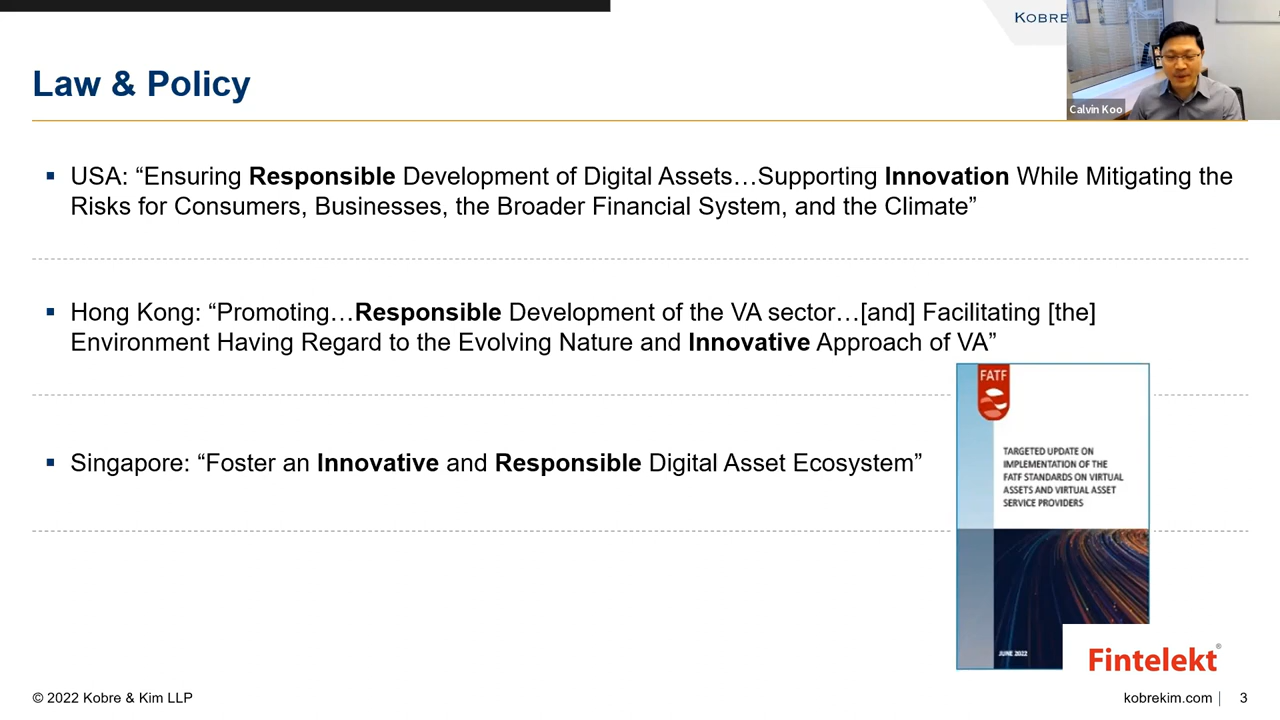 KOBRE
Calvin Koo
Law & Policy
▪ USA: “Ensuring Responsible Development of Digital Assets…Supporting Innovation While Mitigating the
Risks for Consumers, Businesses, the Broader Financial System, and the Climate”
▪ Hong Kong: “Promoting…Responsible Development of the VA sector…[and] Facilitating [the]
Environment Having Regard to the Evolving Nature and Innovative Approach of VA”
▪ Singapore: “Foster an Innovative and Responsible Digital Asset Ecosystem”
FATF
TARGETED UPDATE ON
IMPLEMENTATION OF THE
FATF STANDARDS ON VIRTUAL
ASSETS AND VIRTUAL ASSET
SERVICE PROVIDERS
JUNE 2022
Fintelekt®
© 2022 Kobre & Kim LLP
kobrekim.com | 3